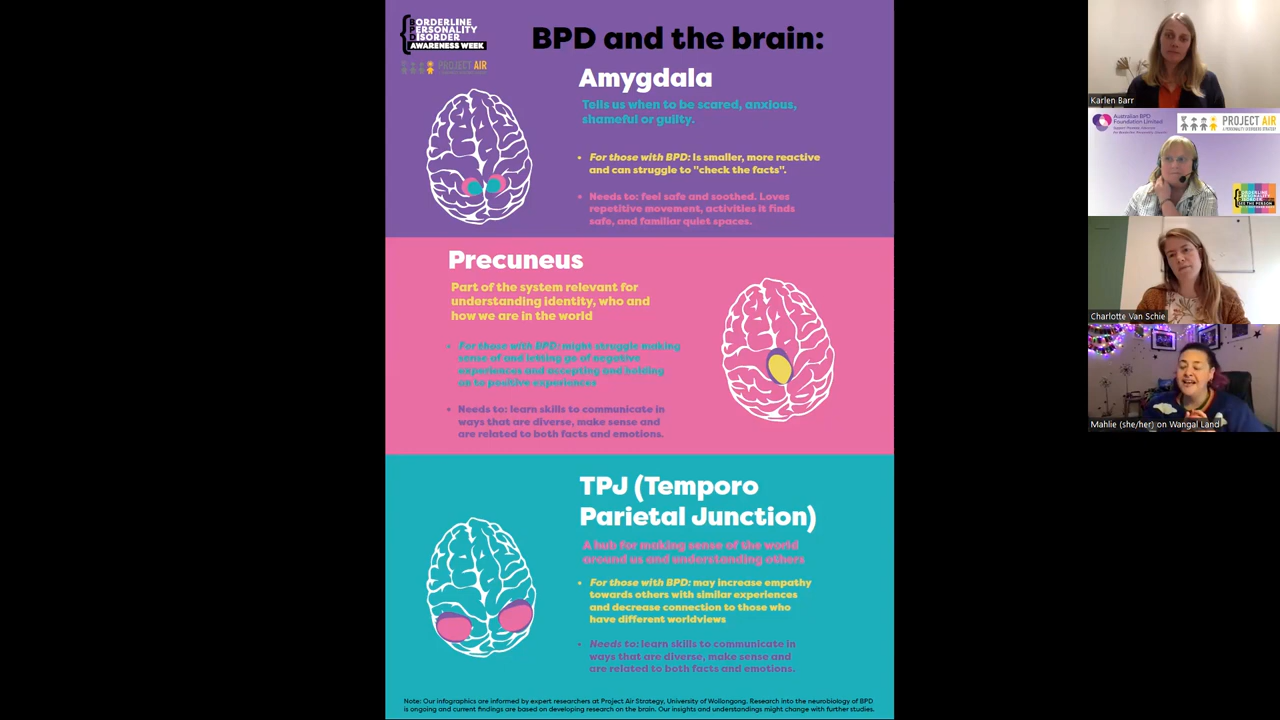 BORDERLINE
PERSONALITY
DISORDER
AWARENESS WEEK
PROJECT AIR
BPD and the brain:
Amygdala
Tells us when to be scared, anxious,
shameful or guilty.
• For those with BPD: Is smaller, more reactive
and can struggle to "check the facts".
• Needs to: feel safe and soothed. Loves
repetitive movement, activities it finds
safe, and familiar quiet spaces.
Precuneus
Part of the system relevant for
understanding identity, who and
how we are in the world
• For those with BPD: might struggle making
sense of and letting go of negative
experiences and accepting and holding
on to positive experiences
• Needs to: learn skills to communicate in
ways that are diverse, make sense and
are related to both facts and emotions.
TPJ (Temporo
Parietal Junction)
A hub for making sense of the world
around us and understanding others
• For those with BPD: may increase empathy
towards others with similar experiences
and decrease connection to those who
have different worldviews
• Needs to: learn skills to communicate in
ways that are diverse, make sense and
are related to both facts and emotions.
Note: Our infographics are informed by expert researchers at Project Air Strategy, University of Wollongong. Research into the neurobiology of BPD
is ongoing and current findings are based on developing research on the brain. Our insights and understandings might change with further studies.
Karlen Barr
Australian BPD
Foundation Limited
PROJECT AIR
A PERSONALITY DISORDERS STRATEGY
BORDERLINE
PERSONALITY
DISORDER
SEE THE PERSON
Charlotte Van Schie
Mahlie (she/her) on Wangal Land